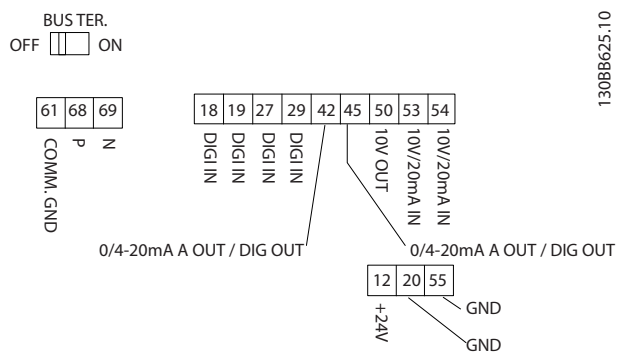 BUS TER.
OFF ON
130BB625.10
61 68 69
COMM. GND
P
N
18 19 27 29 42 45 50 53 54
DIGI IN
DIGI IN
DIGI IN
DIGI IN
10V OUT
10V/20mA IN
10V/20mA IN
0/4-20mA A OUT / DIG OUT
0/4-20mA A OUT / DIG OUT
12 20 55
+24V
GND
GND